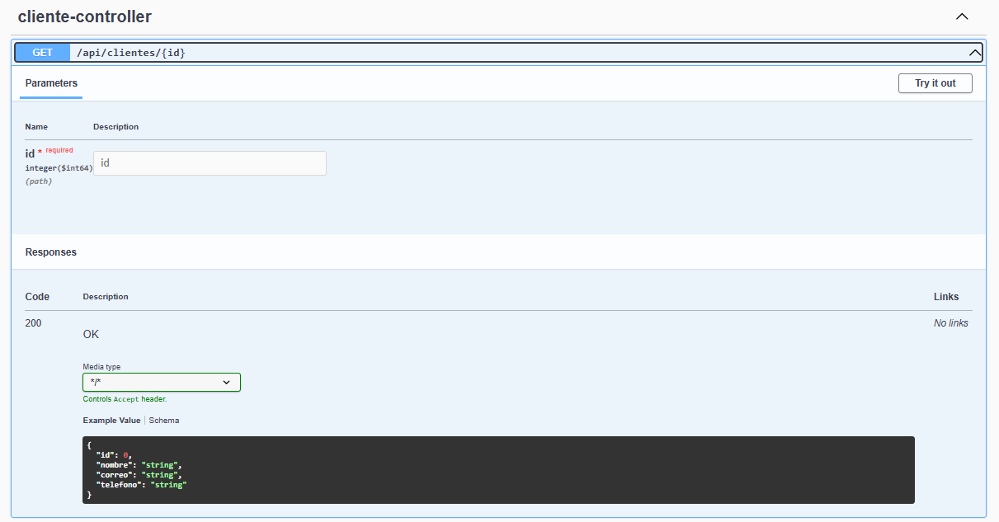 cliente-controller
GET /api/clientes/{id}
Parameters
Try it out
Name Description
id * required
integer($int64)
(path)
id
Responses
Code Description Links
200 OK No links
Media type
*/*
Controls Accept header.
Example Value Schema
{
  "id": 0,
  "nombre": "string",
  "correo": "string",
  "telefono": "string"
}